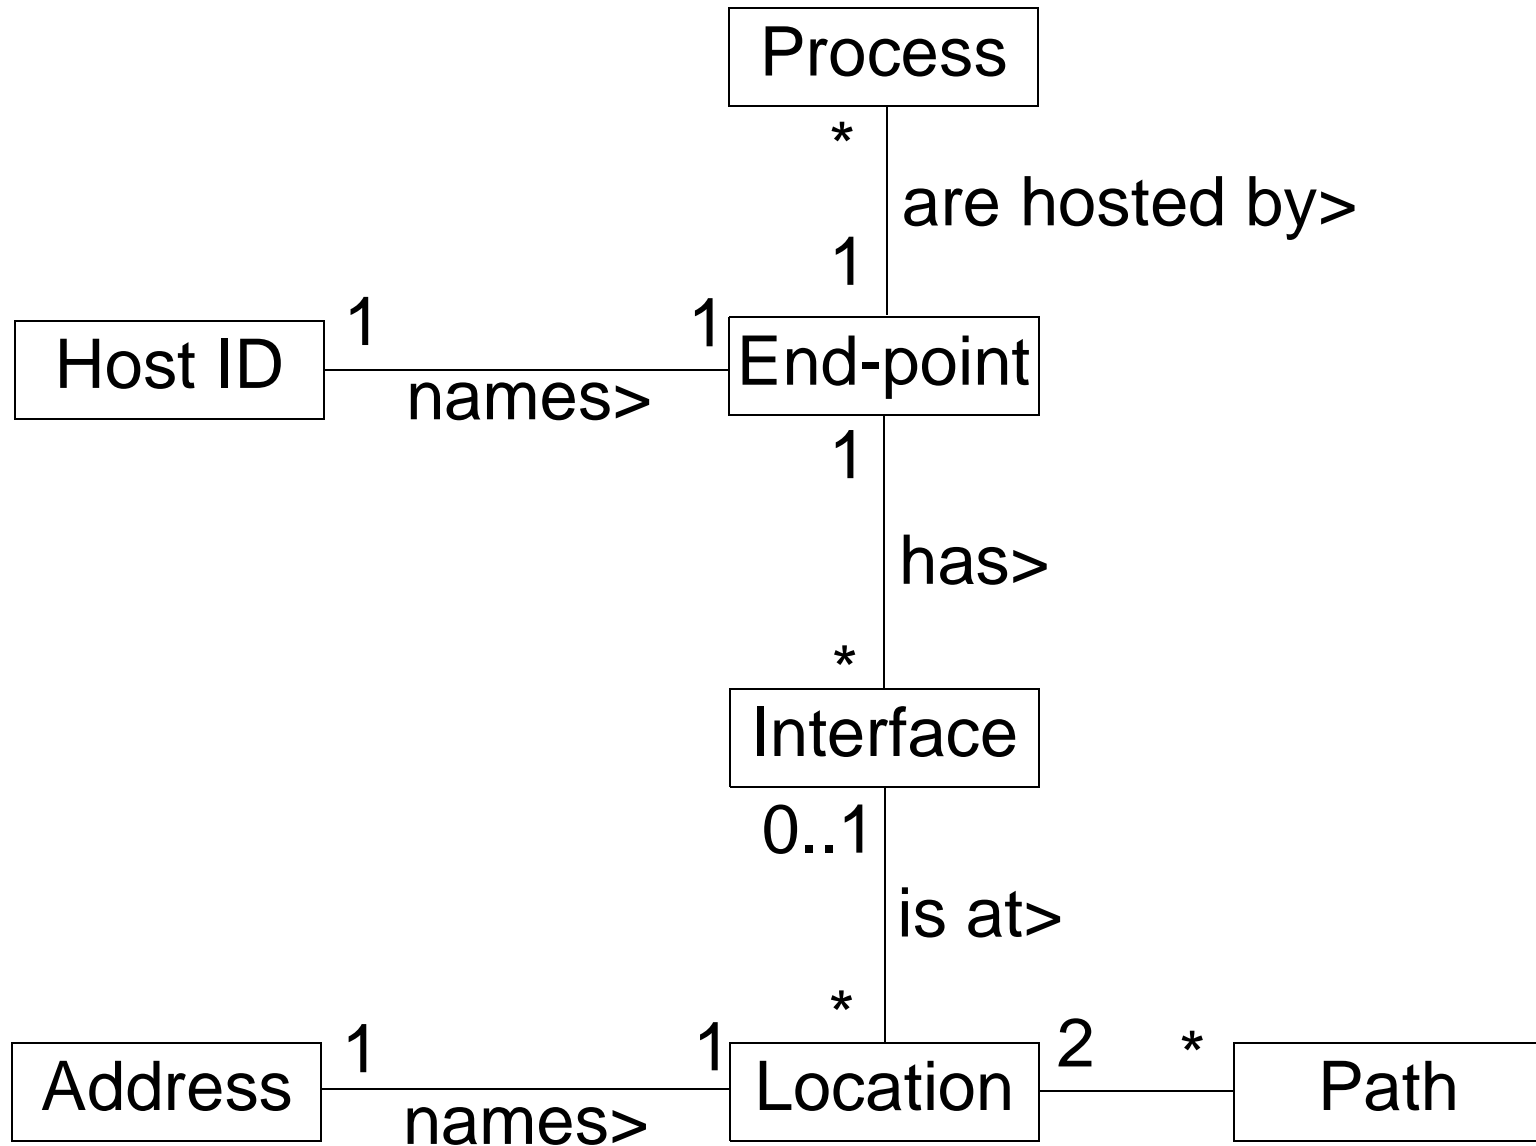 Process
*
are hosted by>
1
Host ID
1
names>
1
End-point
1
has>
*
Interface
0..1
is at>
*
Address
1
names>
1
Location
2
*
Path